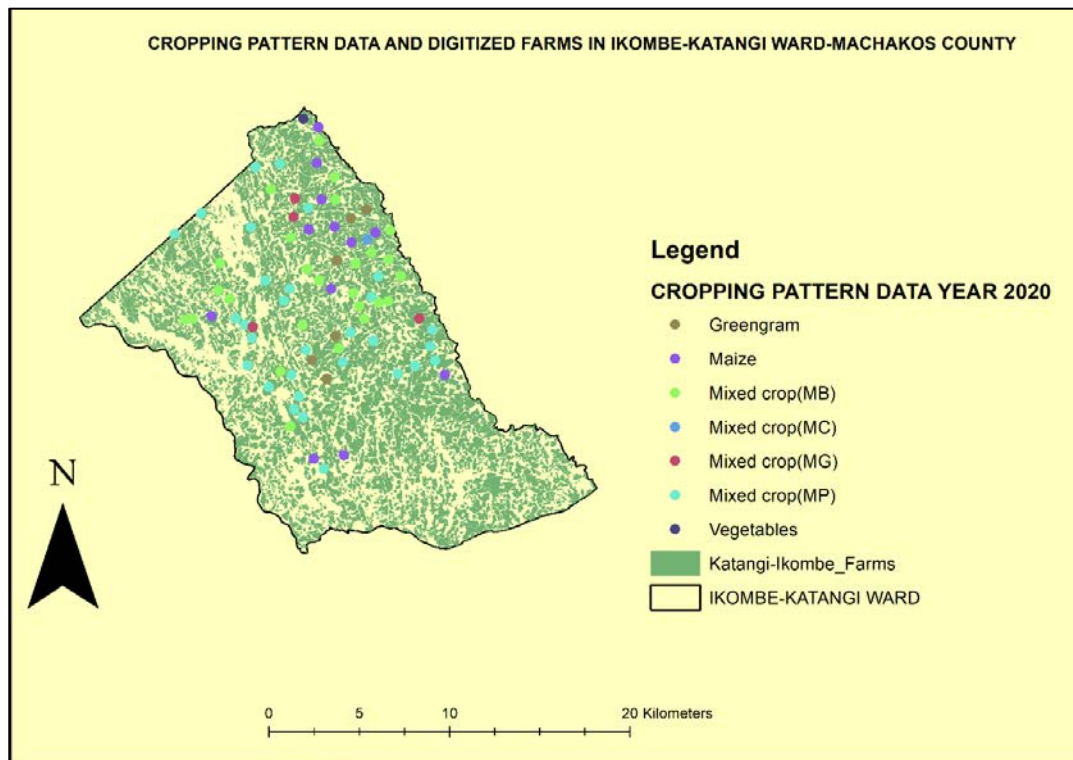 CROPPING PATTERN DATA AND DIGITIZED FARMS IN IKOMBE-KATANGI WARD-MACHAKOS COUNTY
Legend
CROPPING PATTERN DATA YEAR 2020
Greengram
Maize
Mixed crop(MB)
Mixed crop(MC)
Mixed crop(MG)
Mixed crop(MP)
Vegetables
Katangi-Ikombe_Farms
IKOMBE-KATANGI WARD
N
0 5 10 20 Kilometers